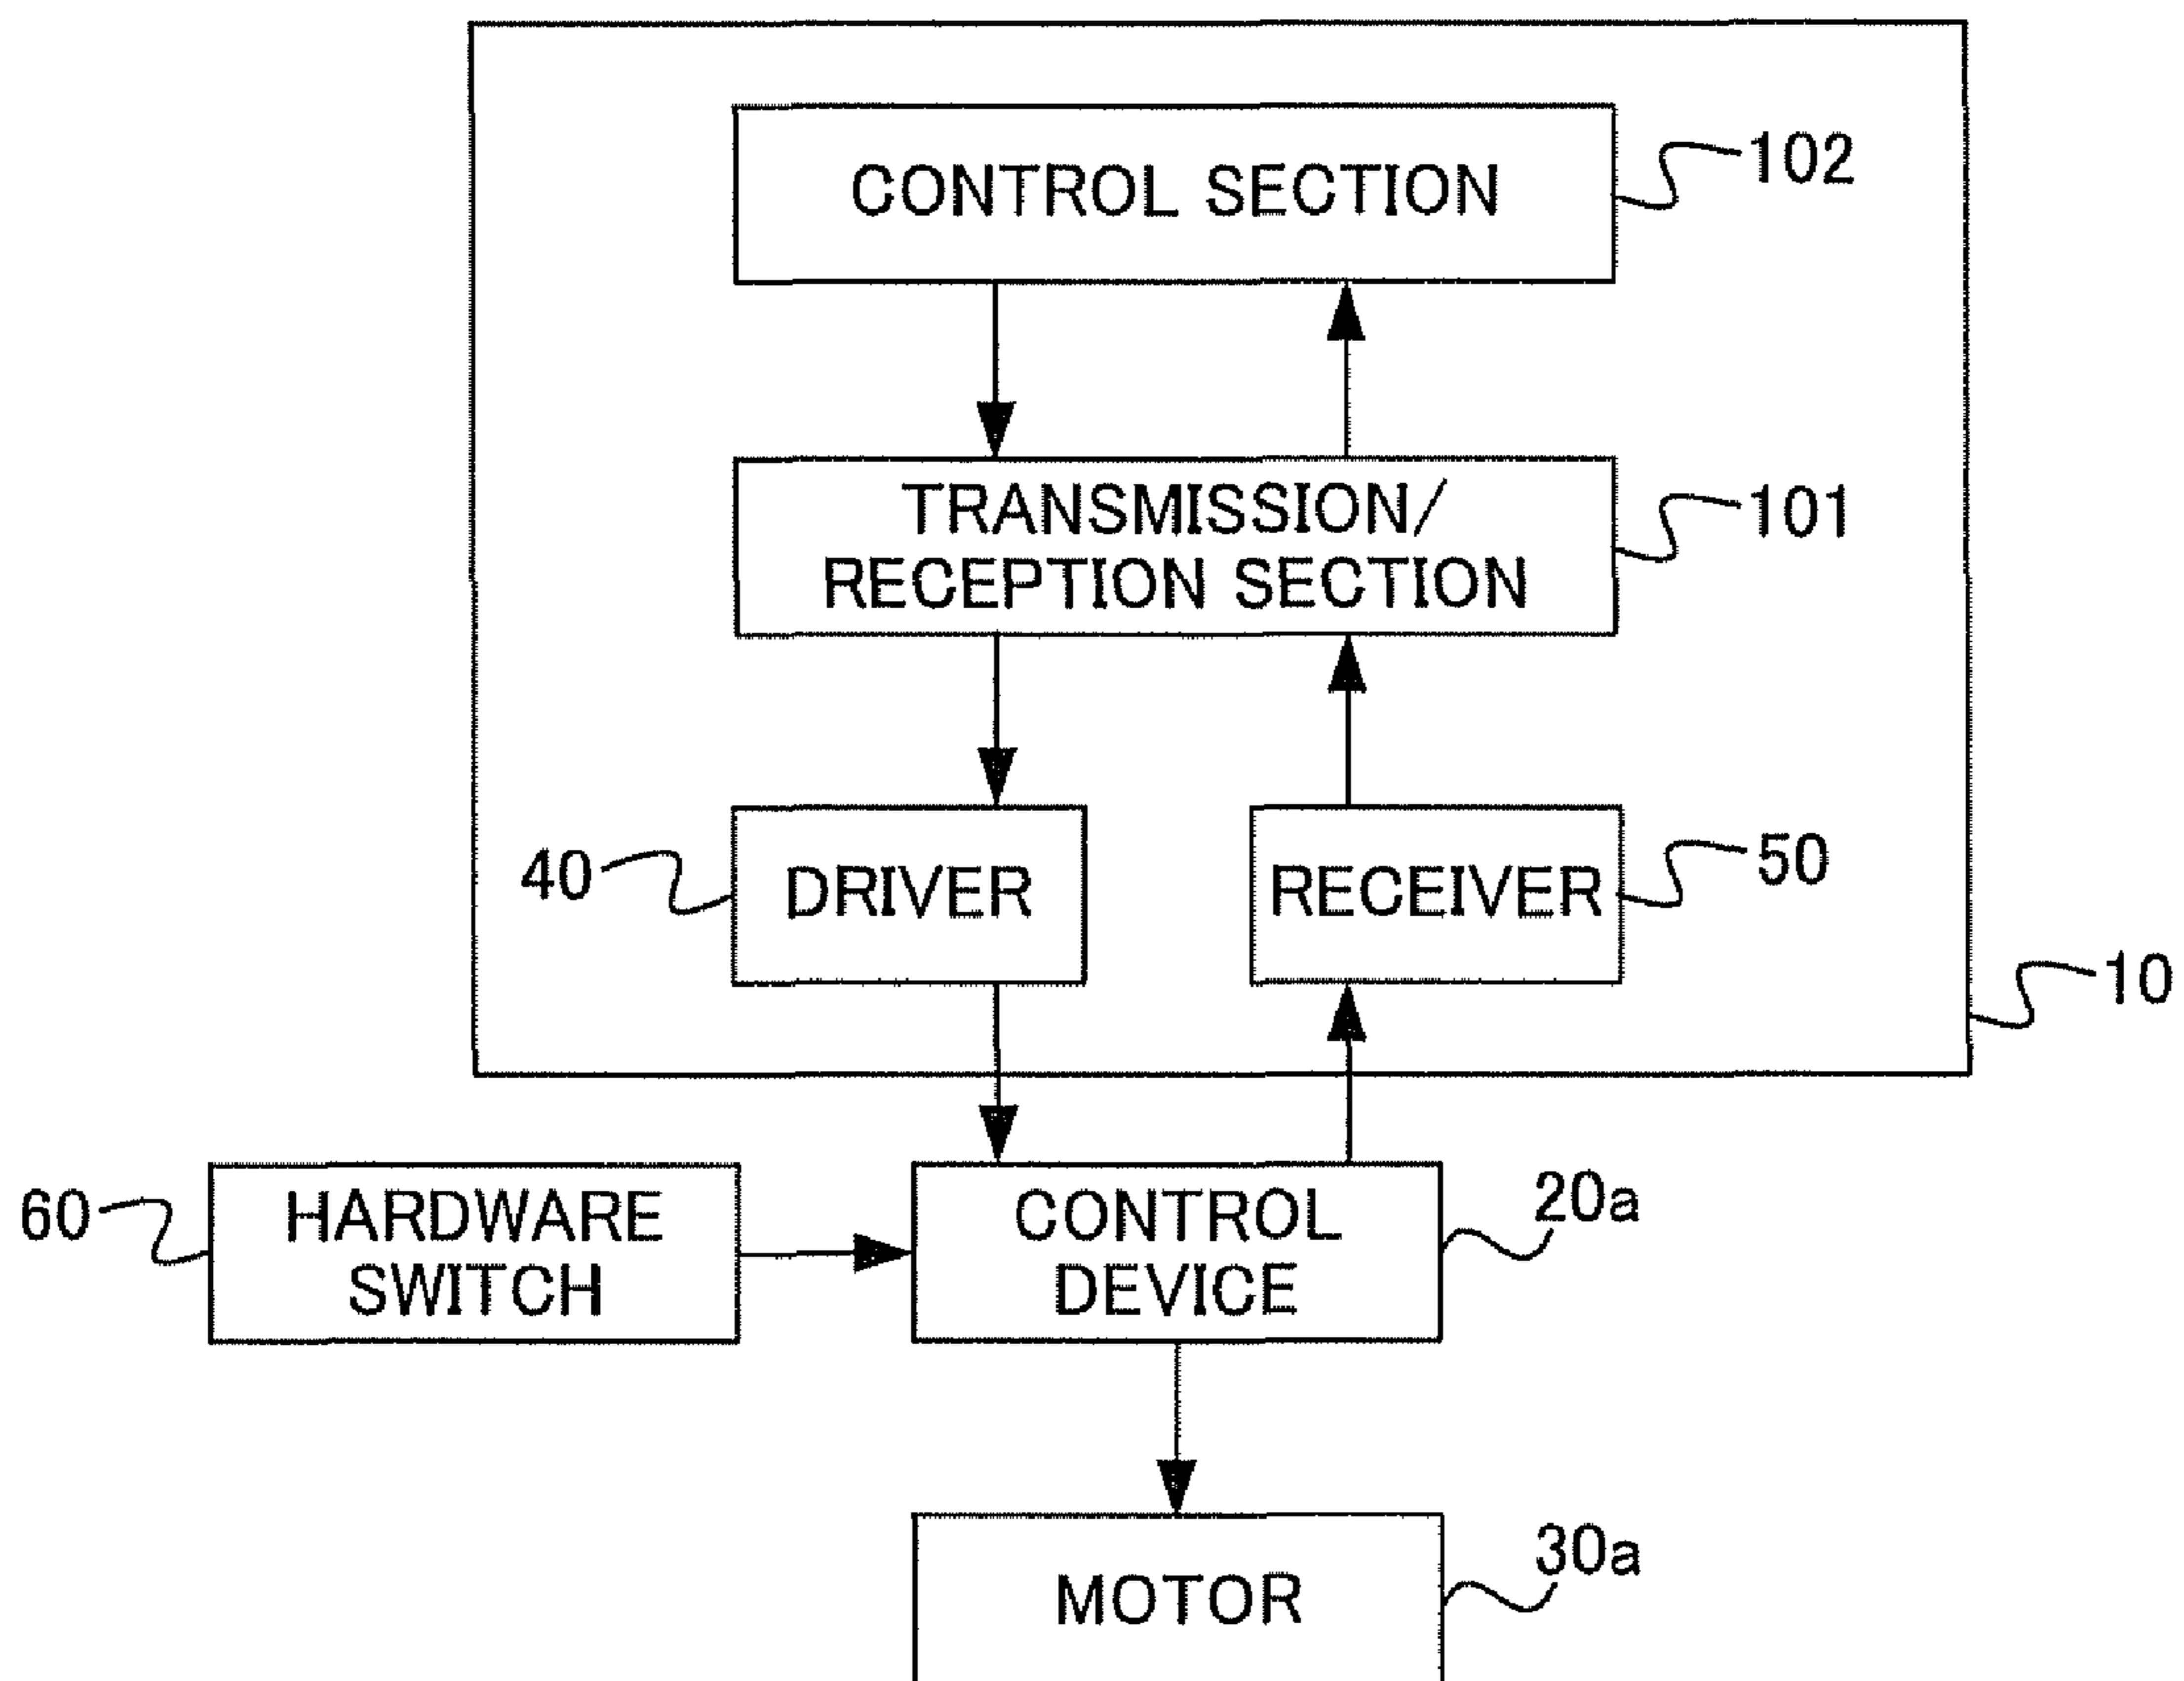 CONTROL SECTION
102
TRANSMISSION/
RECEPTION SECTION
101
40
DRIVER
RECEIVER
50
10
60
HARDWARE
SWITCH
CONTROL
DEVICE
20a
MOTOR
30a